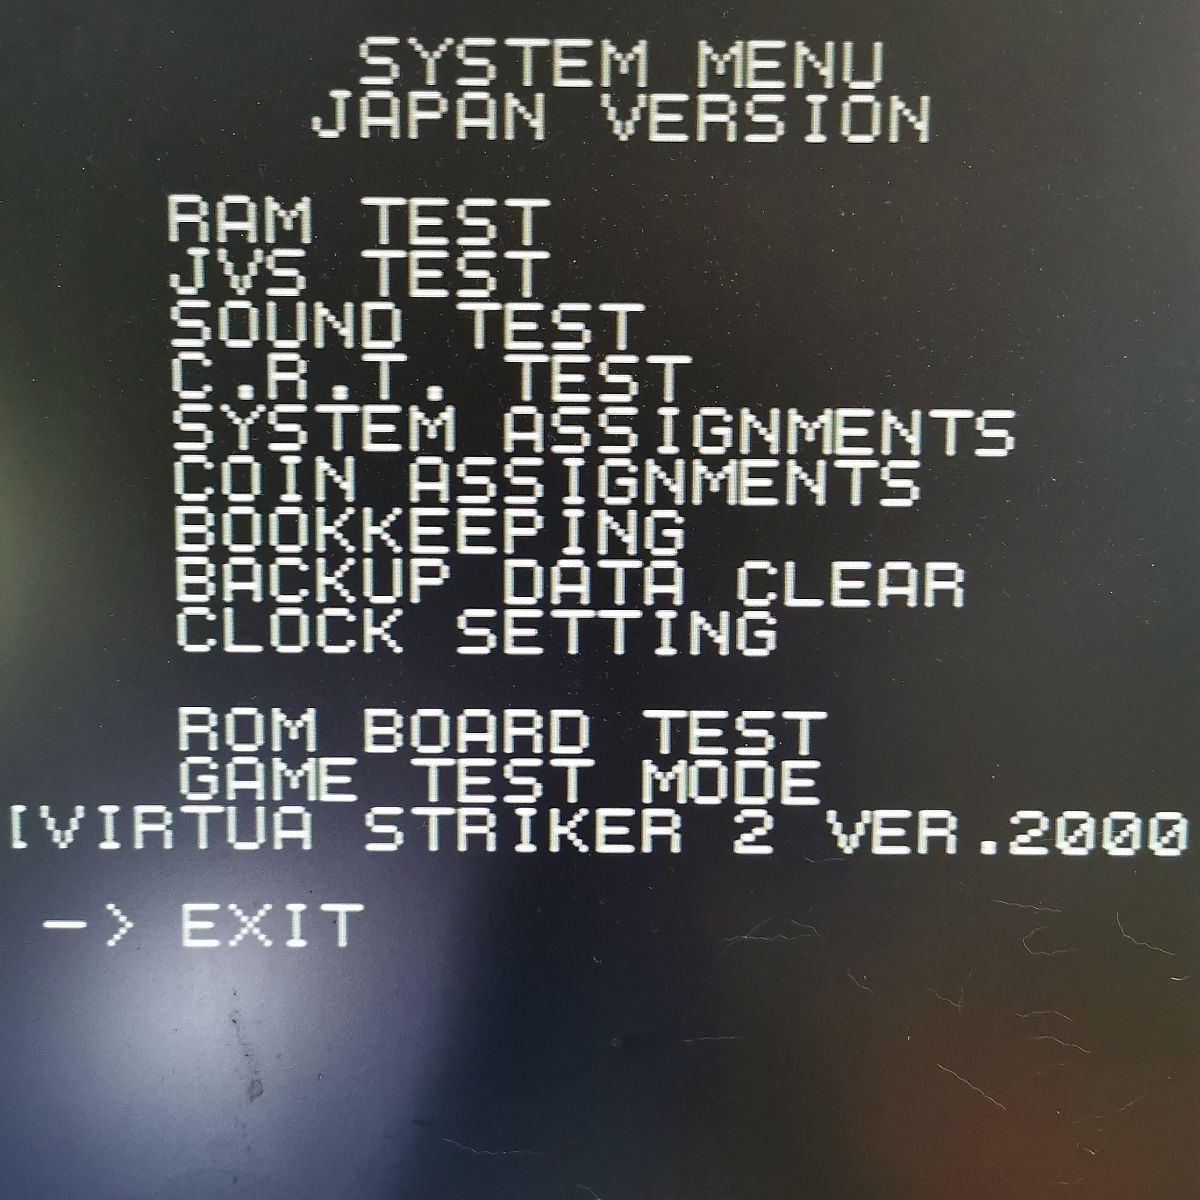 SYSTEM MENU
JAPAN VERSION
RAM TEST
JVS TEST
SOUND TEST
C.R.T. TEST
SYSTEM ASSIGNMENTS
COIN ASSIGNMENTS
BOOKKEEPING
BACKUP DATA CLEAR
CLOCK SETTING
ROM BOARD TEST
GAME TEST MODE
[VIRTUA STRIKER 2 VER.2000
-> EXIT